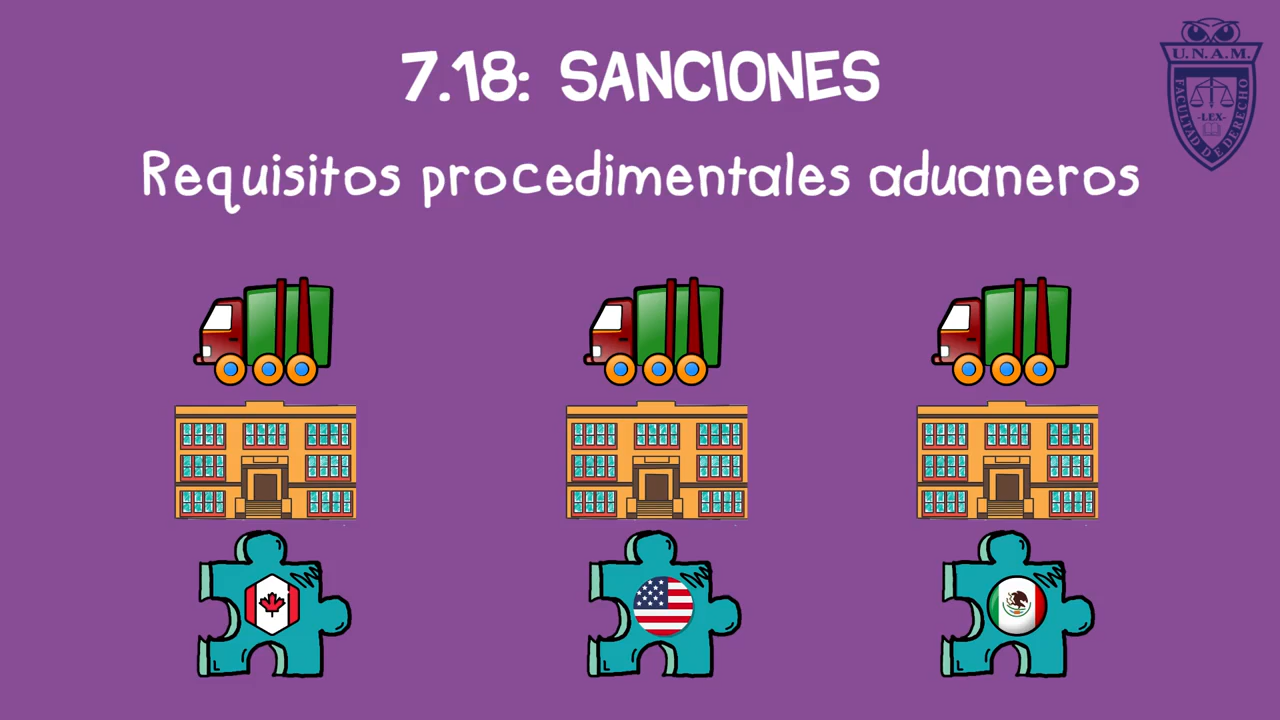 7.18: SANCIONES
Requisitos procedimentales aduaneros
U.N.A.M.
FACULTAD DE DERECHO
-LEX-